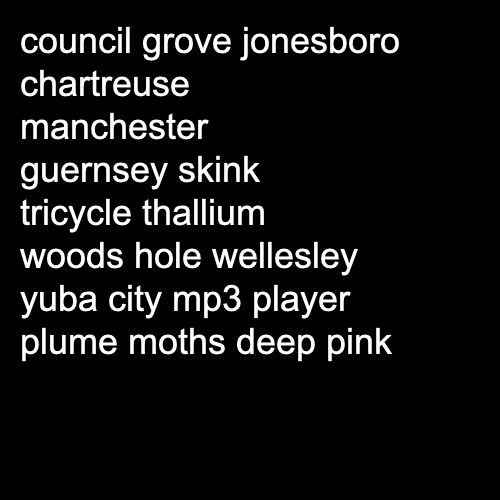 council grove jonesboro
chartreuse
manchester
guernsey skink
tricycle thallium
woods hole wellesley
yuba city mp3 player
plume moths deep pink